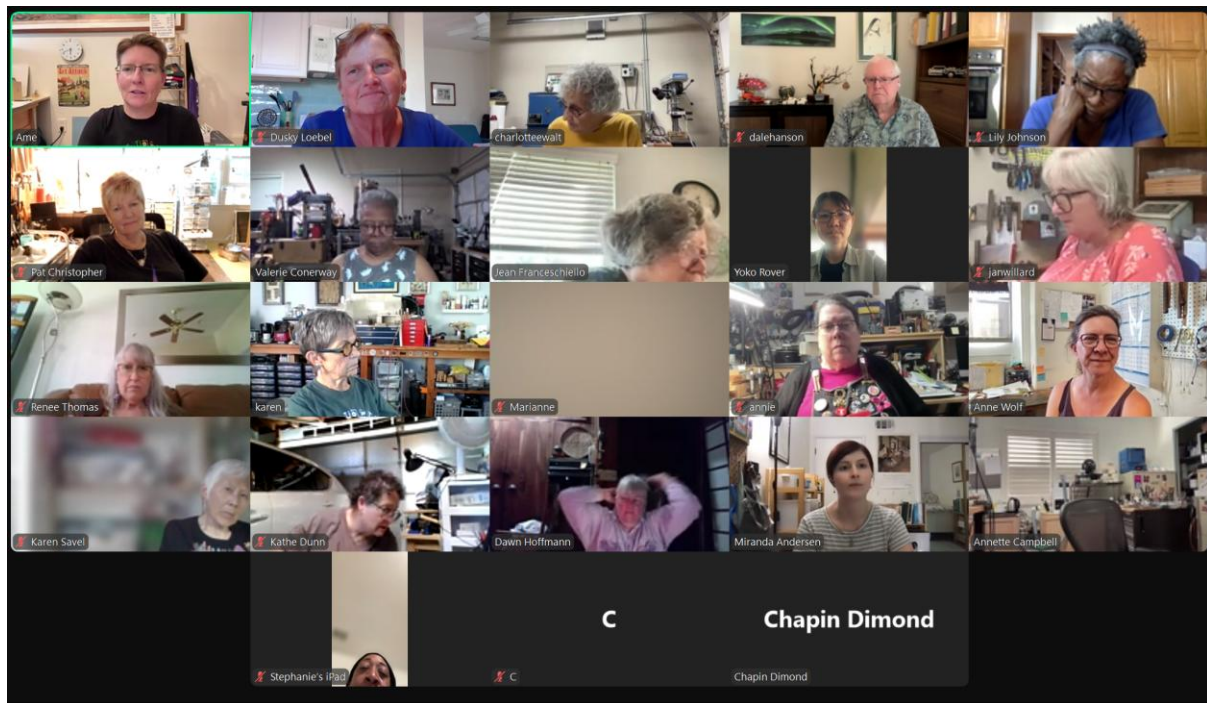 Ame
Dusky Loebel
charlotteewalt
dalehanson
Lily Johnson
Pat Christopher
Valerie Conerway
Jean Franceschiello
Yoko Rover
janwillard
Renee Thomas
karen
Marianne
annie
Anne Wolf
Karen Savel
Kathe Dunn
Dawn Hoffmann
Miranda Andersen
Annette Campbell
Stephanie's iPad
C
C
Chapin Dimond
Chapin Dimond